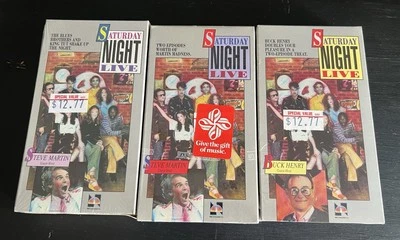 THE BLUES
BROTHERS AND
KING TUT SHAKE UP
THE NIGHT.
SATURDAY
NIGHT
LIVE
SPECIAL VALUE
$12.77
STEVE MARTIN
TWO EPISODES
WORTH OF
MARTIN MADNESS.
SATURDAY
NIGHT
LIVE
Give the gift
of music.
STEVE MARTIN
BUCK HENRY
DOUBLES YOUR
PLEASURE IN A
TWO-EPISODE TREAT.
SATURDAY
NIGHT
LIVE
SPECIAL VALUE
$12.77
BUCK HENRY